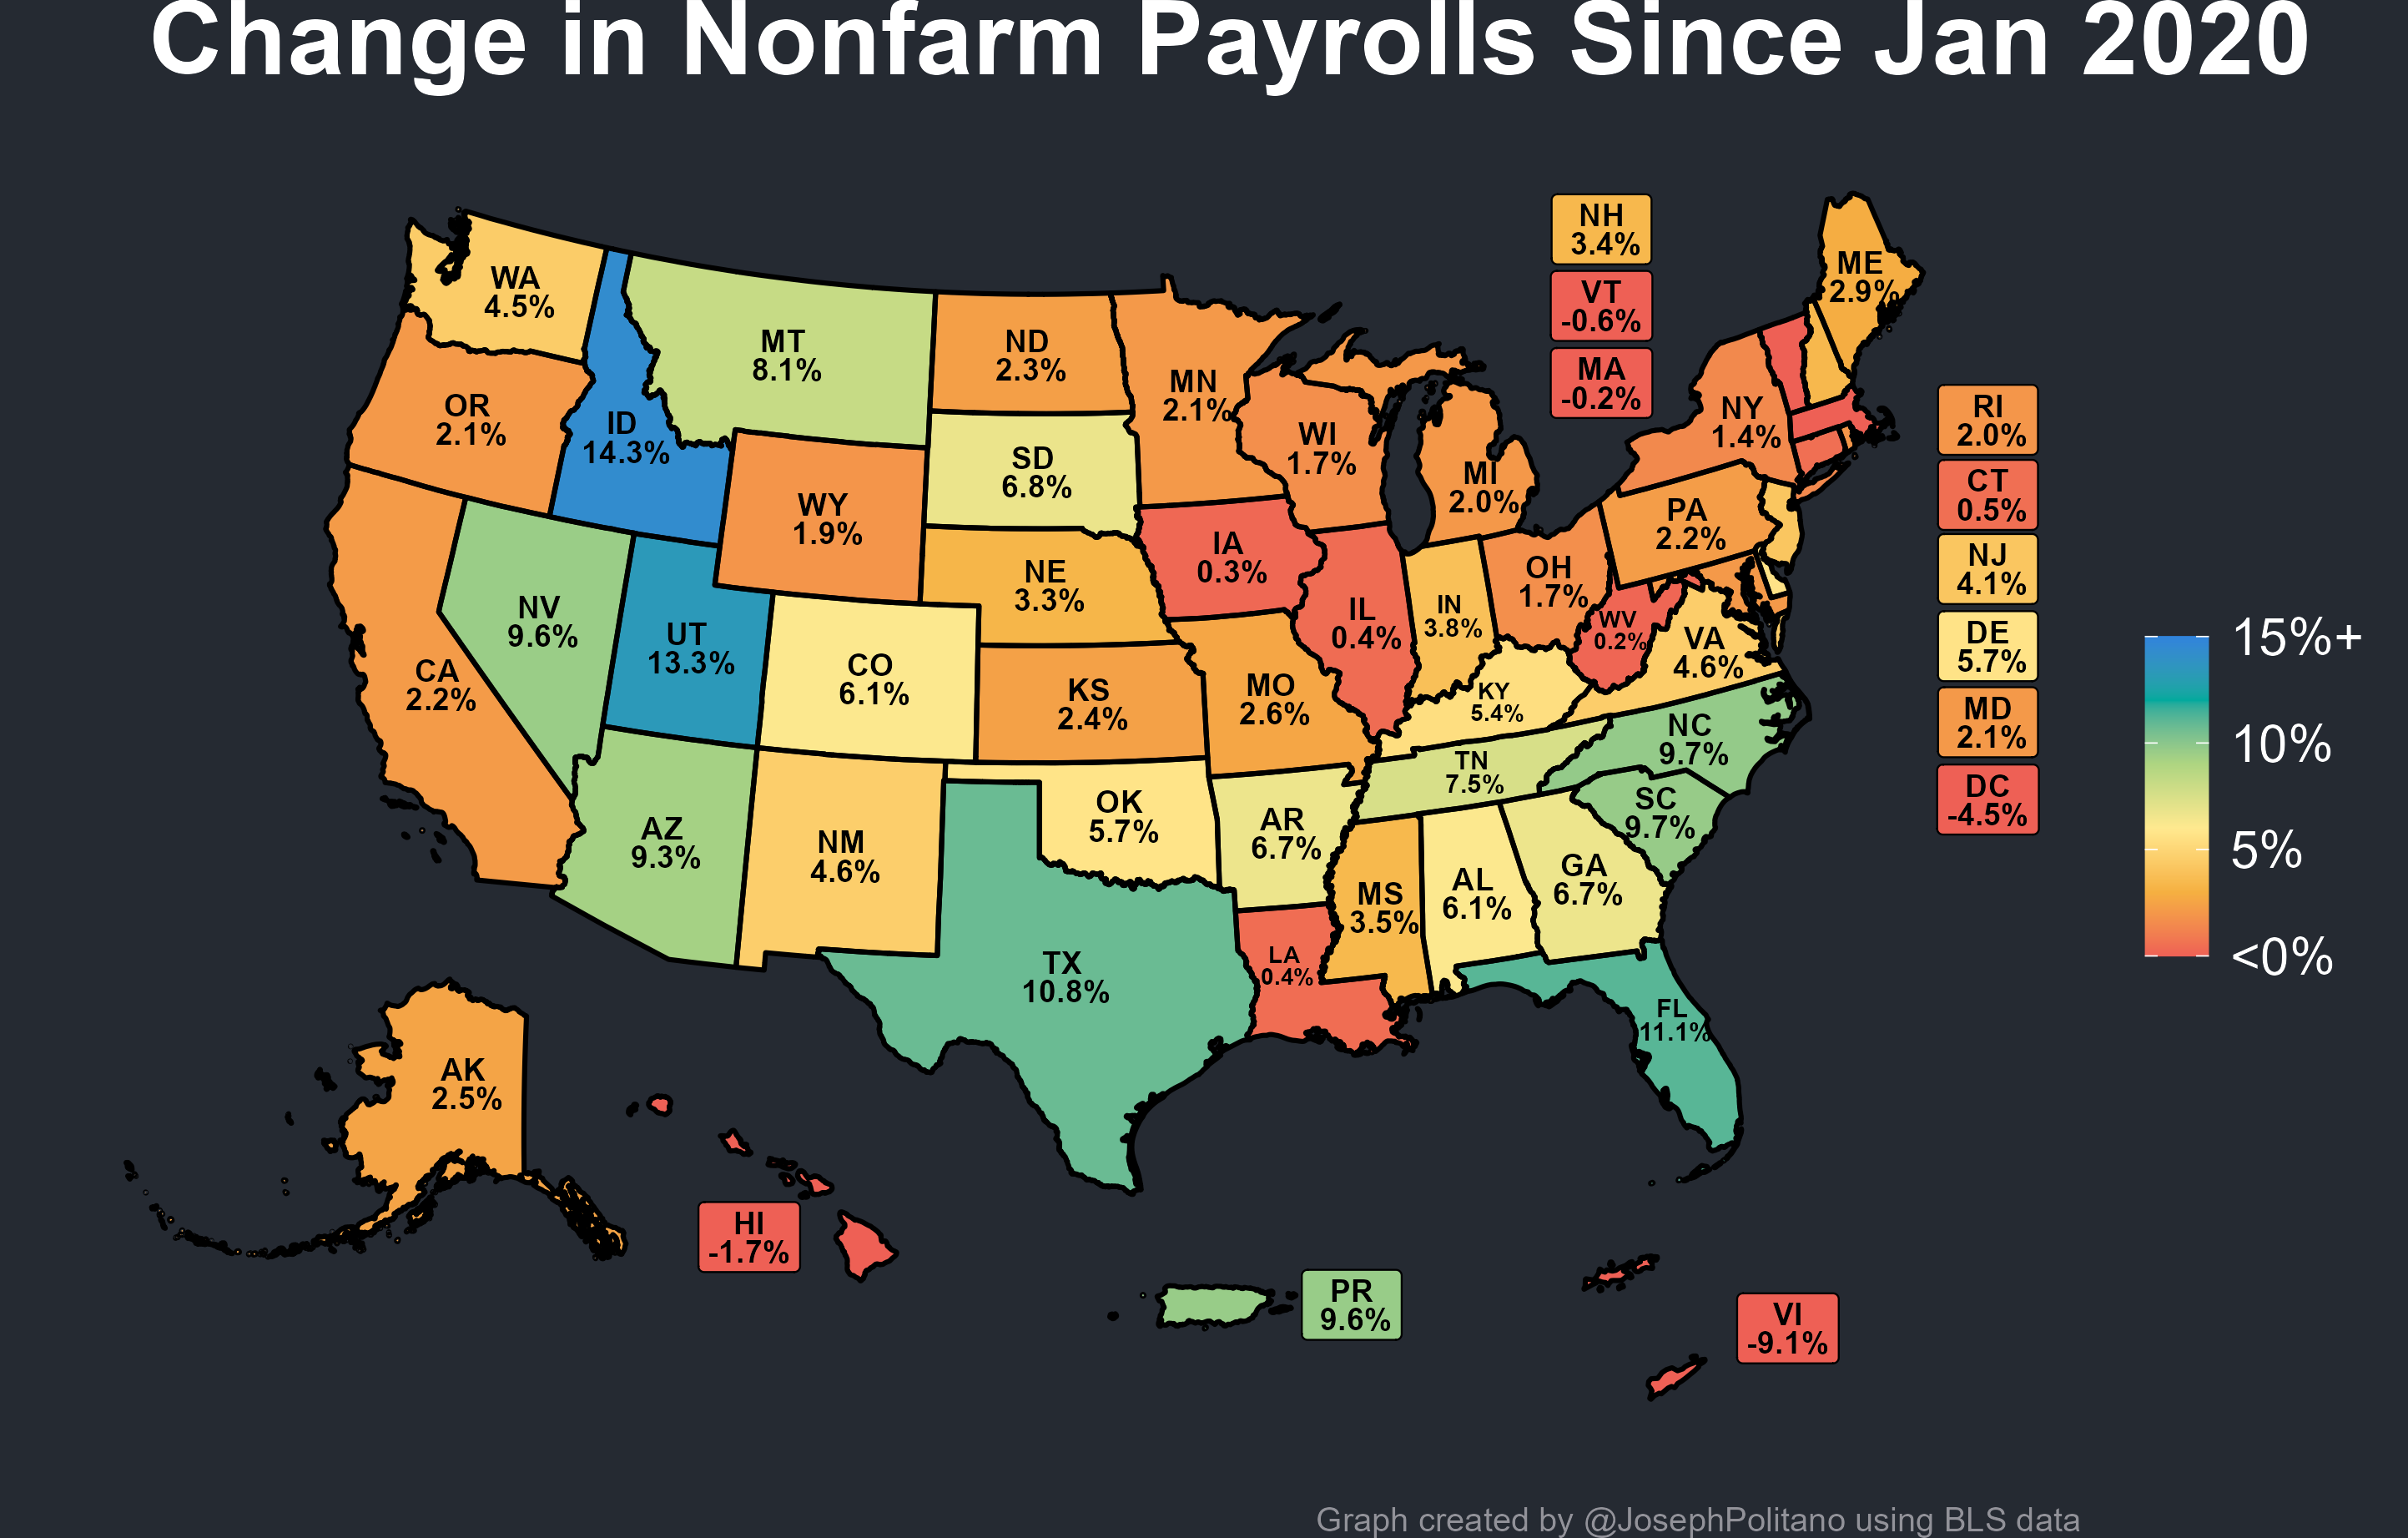 Change in Nonfarm Payrolls Since Jan 2020
NH
3.4%
VT
-0.6%
MA
-0.2%
ME
2.9%
WA
4.5%
MT
8.1%
ND
2.3%
MN
2.1%
OR
2.1%
ID
14.3%
SD
6.8%
WI
1.7%
MI
2.0%
NY
1.4%
RI
2.0%
WY
1.9%
IA
0.3%
PA
2.2%
CT
0.5%
NE
3.3%
OH
1.7%
NJ
4.1%
NV
9.6%
UT
13.3%
IL
0.4%
IN
3.8%
WV
0.2%
VA
4.6%
DE
5.7%
CA
2.2%
CO
6.1%
KS
2.4%
MO
2.6%
KY
5.4%
NC
9.7%
MD
2.1%
TN
7.5%
AZ
9.3%
NM
4.6%
OK
5.7%
AR
6.7%
SC
9.7%
DC
-4.5%
MS
3.5%
AL
6.1%
GA
6.7%
TX
10.8%
LA
0.4%
FL
11.1%
15%+
10%
5%
<0%
AK
2.5%
HI
-1.7%
PR
9.6%
VI
-9.1%
Graph created by @JosephPolitano using BLS data